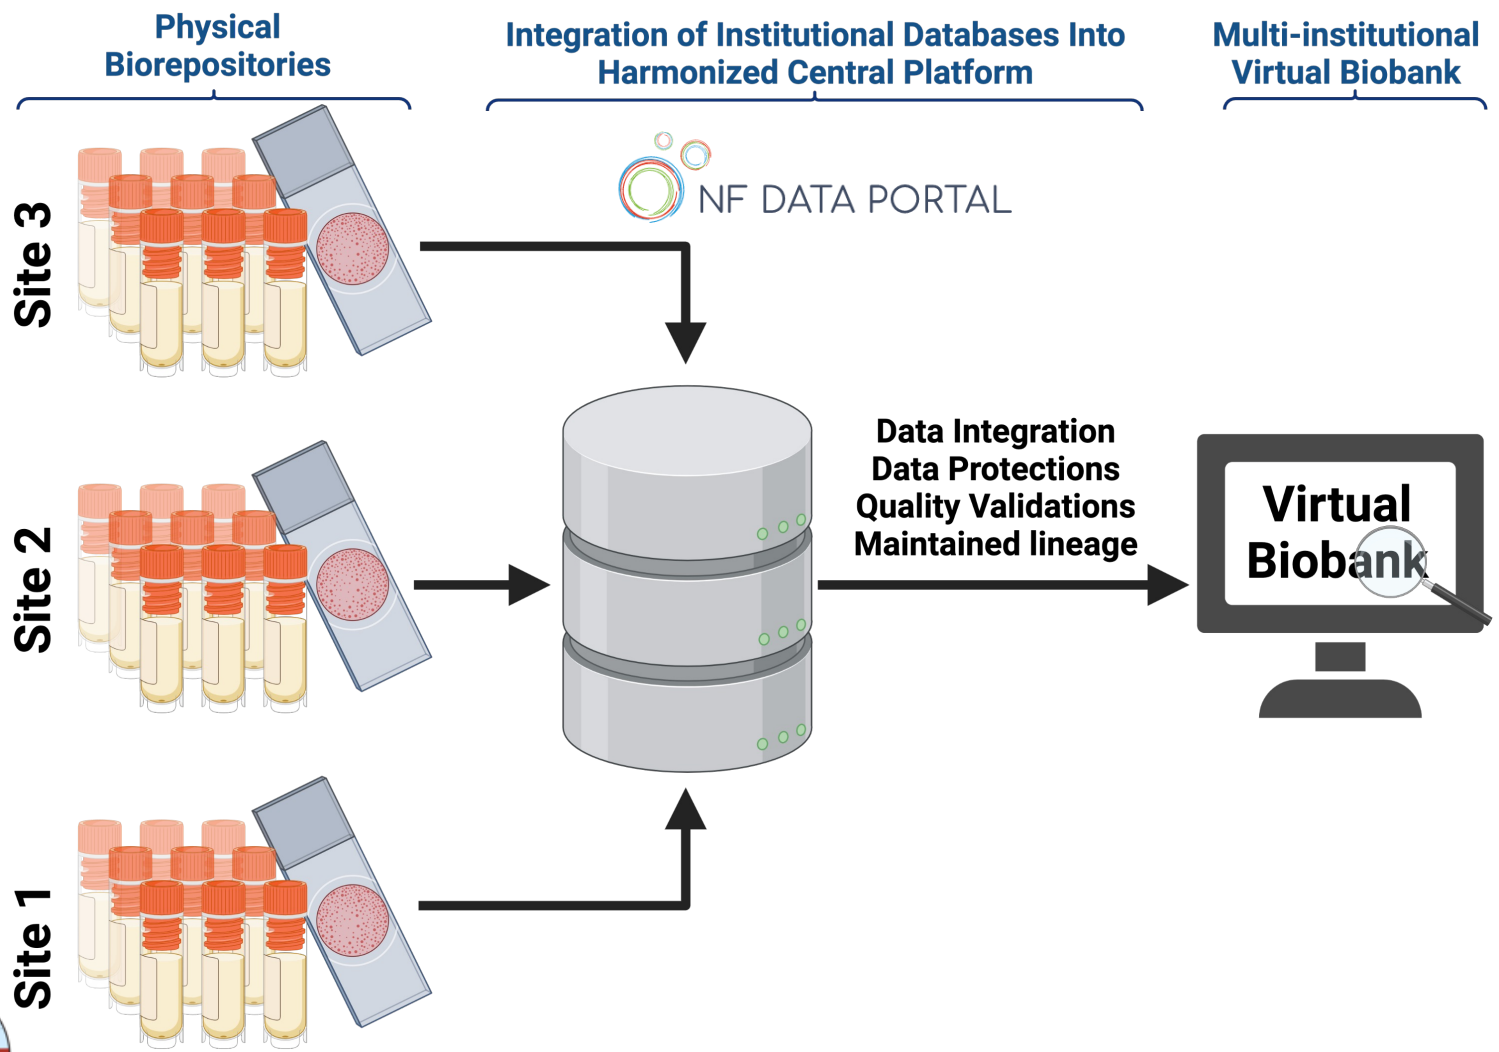 Physical
Biorepositories
Integration of Institutional Databases Into
Harmonized Central Platform
Multi-institutional
Virtual Biobank
NF DATA PORTAL
Site 3
Site 2
Site 1
Data Integration
Data Protections
Quality Validations
Maintained lineage
Virtual
Biobank